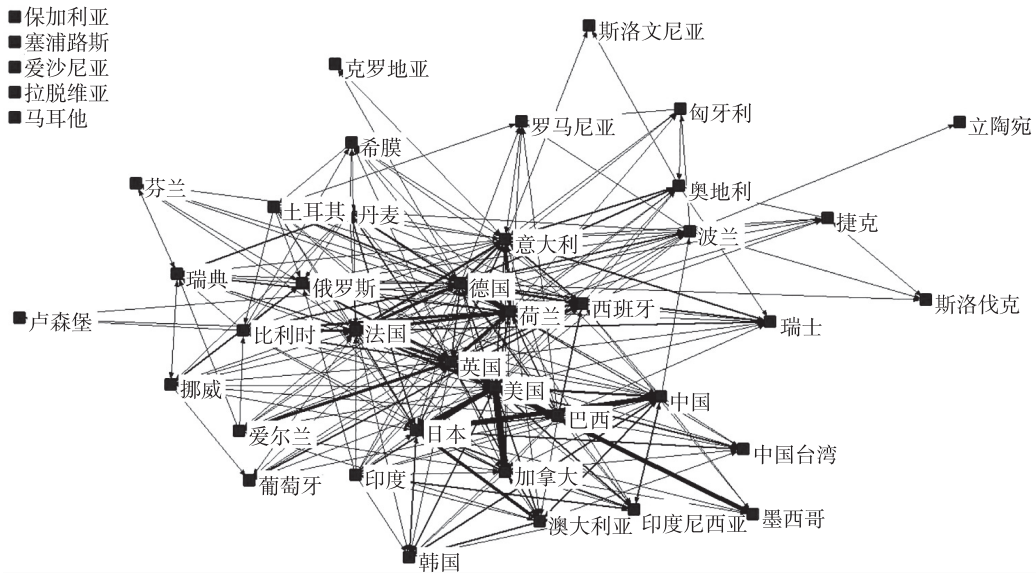 保加利亚
塞浦路斯
爱沙尼亚
拉脱维亚
马耳他
斯洛文尼亚
克罗地亚
匈牙利
罗马尼亚
立陶宛
希膜
芬兰
奥地利
土耳其
丹麦
捷克
波兰
意大利
瑞典
俄罗斯
德国
西班牙
斯洛伐克
荷兰
卢森堡
比利时
法国
瑞士
英国
挪威
美国
中国
巴西
爱尔兰
日本
中国台湾
葡萄牙
印度
加拿大
澳大利亚
印度尼西亚
墨西哥
韩国